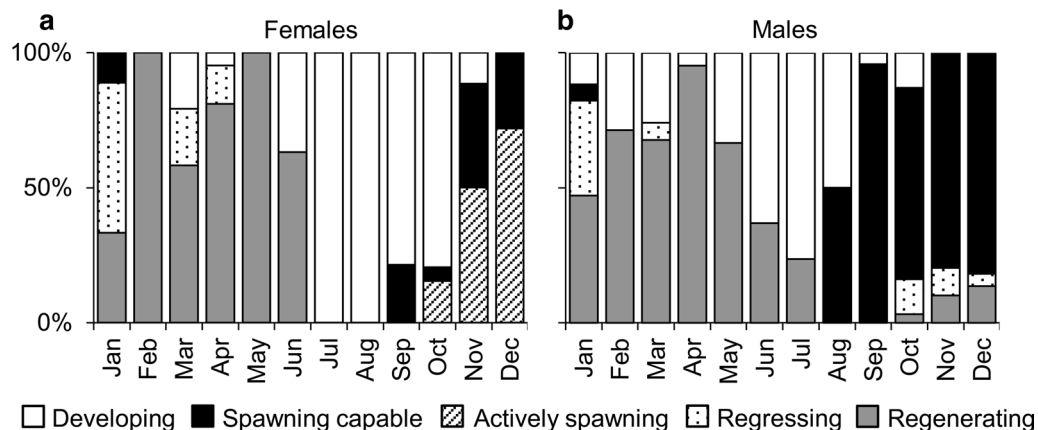 a Females b Males
100%
50%
0%
Jan Feb Mar Apr May Jun Jul Aug Sep Oct Nov Dec
Jan Feb Mar Apr May Jun Jul Aug Sep Oct Nov Dec
Developing Spawning capable Actively spawning Regressing Regenerating